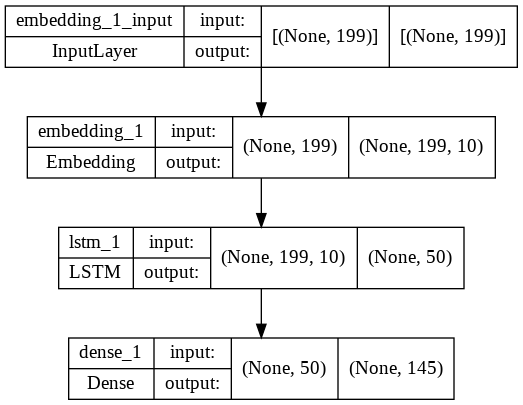 embedding_1_input input: [(None, 199)] [(None, 199)]
InputLayer output:
embedding_1 input: (None, 199) (None, 199, 10)
Embedding output:
lstm_1 input: (None, 199, 10) (None, 50)
LSTM output:
dense_1 input: (None, 50) (None, 145)
Dense output: